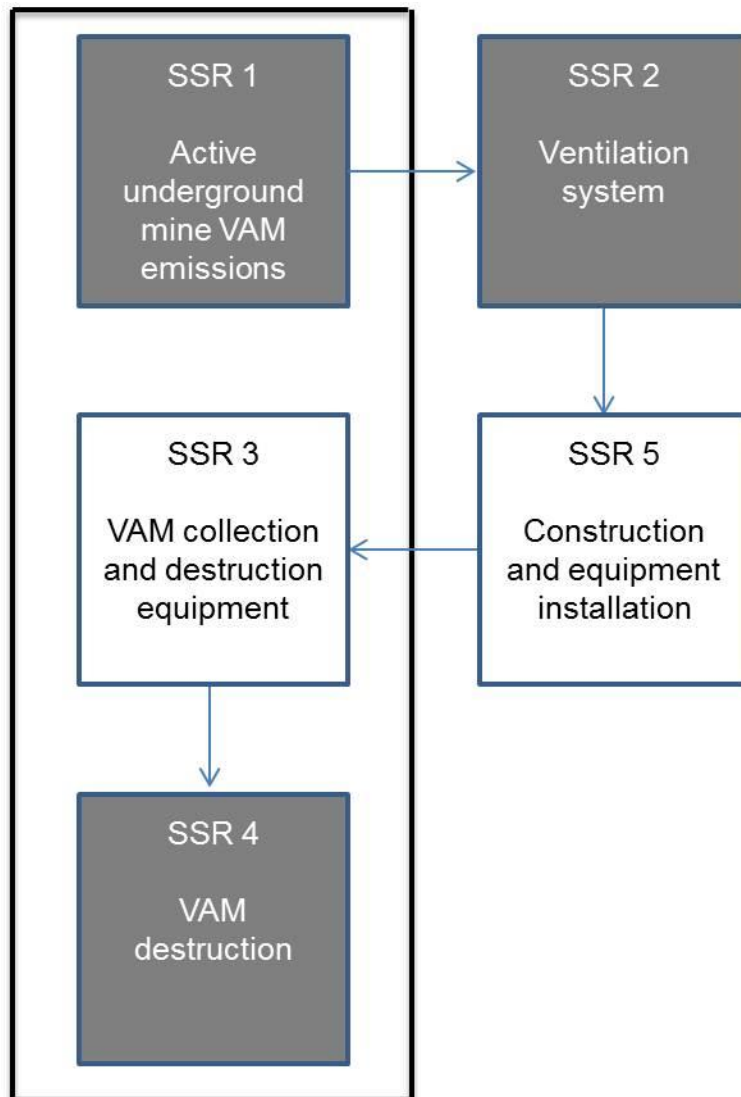 SSR 1
Active
underground
mine VAM
emissions
SSR 2
Ventilation
system
SSR 3
VAM collection
and destruction
equipment
SSR 5
Construction
and equipment
installation
SSR 4
VAM
destruction